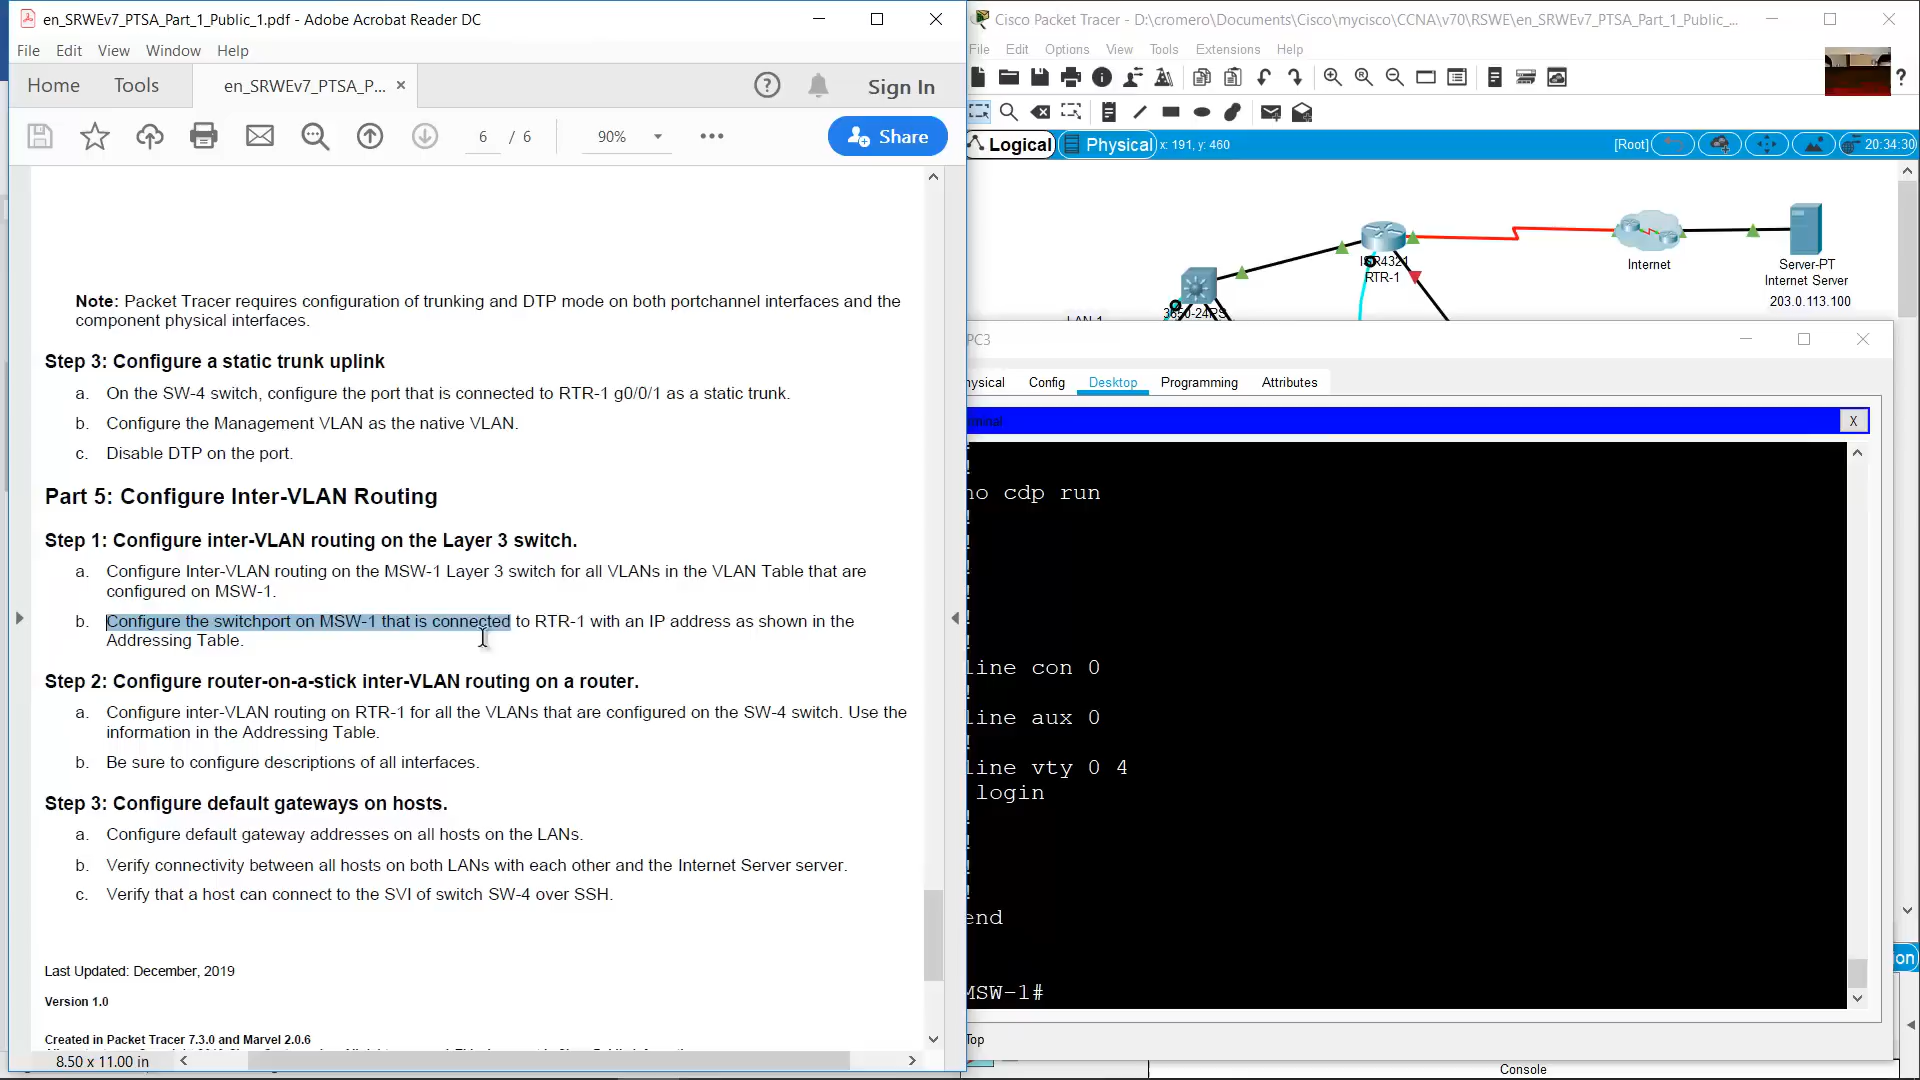 en_SRWEv7_PTSA_Part_1_Public_1.pdf - Adobe Acrobat Reader DC
File Edit View Window Help
Home Tools en_SRWEv7_PTSA_P... × Sign In
6 / 6 90% Share
Note: Packet Tracer requires configuration of trunking and DTP mode on both portchannel interfaces and the
component physical interfaces.
Step 3: Configure a static trunk uplink
a. On the SW-4 switch, configure the port that is connected to RTR-1 g0/0/1 as a static trunk.
b. Configure the Management VLAN as the native VLAN.
c. Disable DTP on the port.
Part 5: Configure Inter-VLAN Routing
Step 1: Configure inter-VLAN routing on the Layer 3 switch.
a. Configure Inter-VLAN routing on the MSW-1 Layer 3 switch for all VLANs in the VLAN Table that are
configured on MSW-1.
b. Configure the switchport on MSW-1 that is connected to RTR-1 with an IP address as shown in the
Addressing Table.
Step 2: Configure router-on-a-stick inter-VLAN routing on a router.
a. Configure inter-VLAN routing on RTR-1 for all the VLANs that are configured on the SW-4 switch. Use the
information in the Addressing Table.
b. Be sure to configure descriptions of all interfaces.
Step 3: Configure default gateways on hosts.
a. Configure default gateway addresses on all hosts on the LANs.
b. Verify connectivity between all hosts on both LANs with each other and the Internet Server server.
c. Verify that a host can connect to the SVI of switch SW-4 over SSH.
Last Updated: December, 2019
Version 1.0
Created in Packet Tracer 7.3.0 and Marvel 2.0.6
8.50 x 11.00 in
Cisco Packet Tracer - D:\cromero\Documents\Cisco\mycisco\CCNA\v70\RSWE\en_SRWEv7_PTSA_Part_1_Public_...
File Edit Options View Tools Extensions Help
Logical Physical x: 191, y: 460 [Root] 20:34:30
ISR4321
RTR-1
3650-24PS
Internet
Server-PT
Internet Server
203.0.113.100
PC3
hysical Config Desktop Programming Attributes
minal X
!
no cdp run
!
!
!
!
!
!
line con 0
!
line aux 0
!
line vty 0 4
login
!
!
!
!
end
MSW-1#
Top
ion
Console